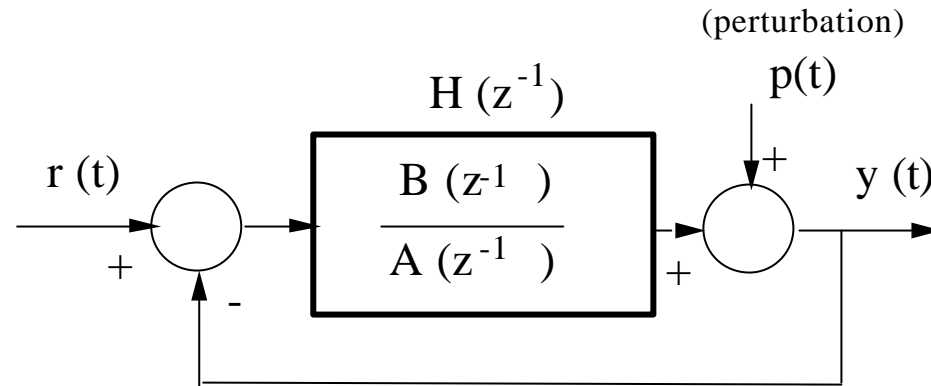 (perturbation)
p(t)
H (z⁻¹)
r (t)
B (z⁻¹ )
A (z⁻¹ )
y (t)
+
+
+
-